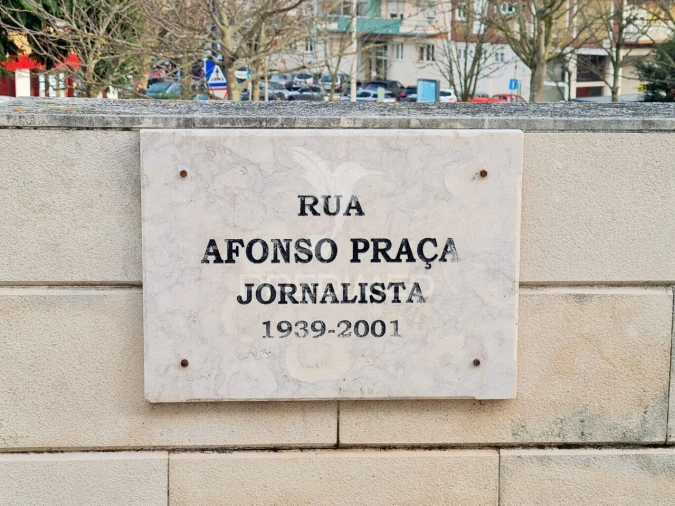 RUA
AFONSO PRAÇA
JORNALISTA
1939-2001